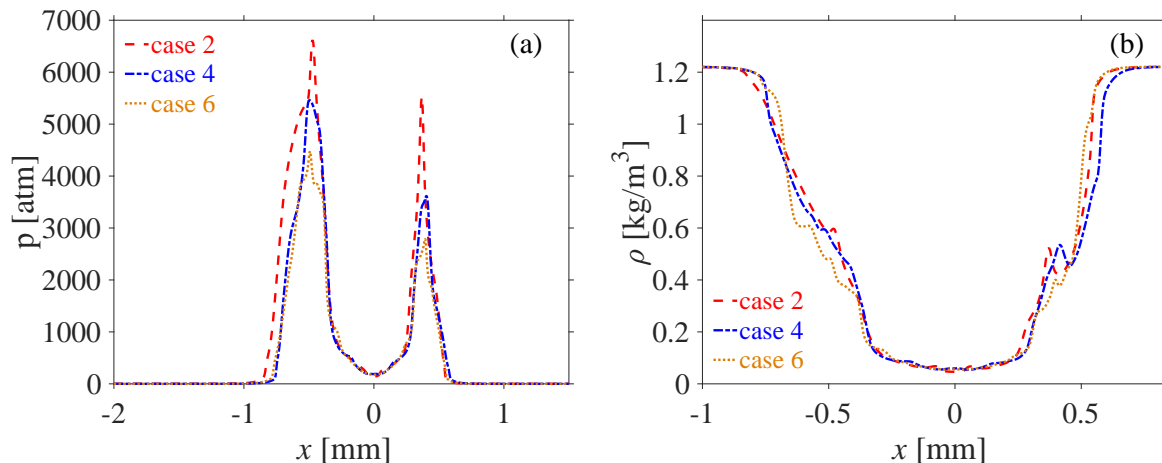 7000
6000
5000
4000
3000
2000
1000
0
p [atm]
case 2
case 4
case 6
(a)
-2
-1
0
1
x [mm]
1.2
1
0.8
0.6
0.4
0.2
0
ρ [kg/m³]
(b)
case 2
case 4
case 6
-1
-0.5
0
0.5
x [mm]